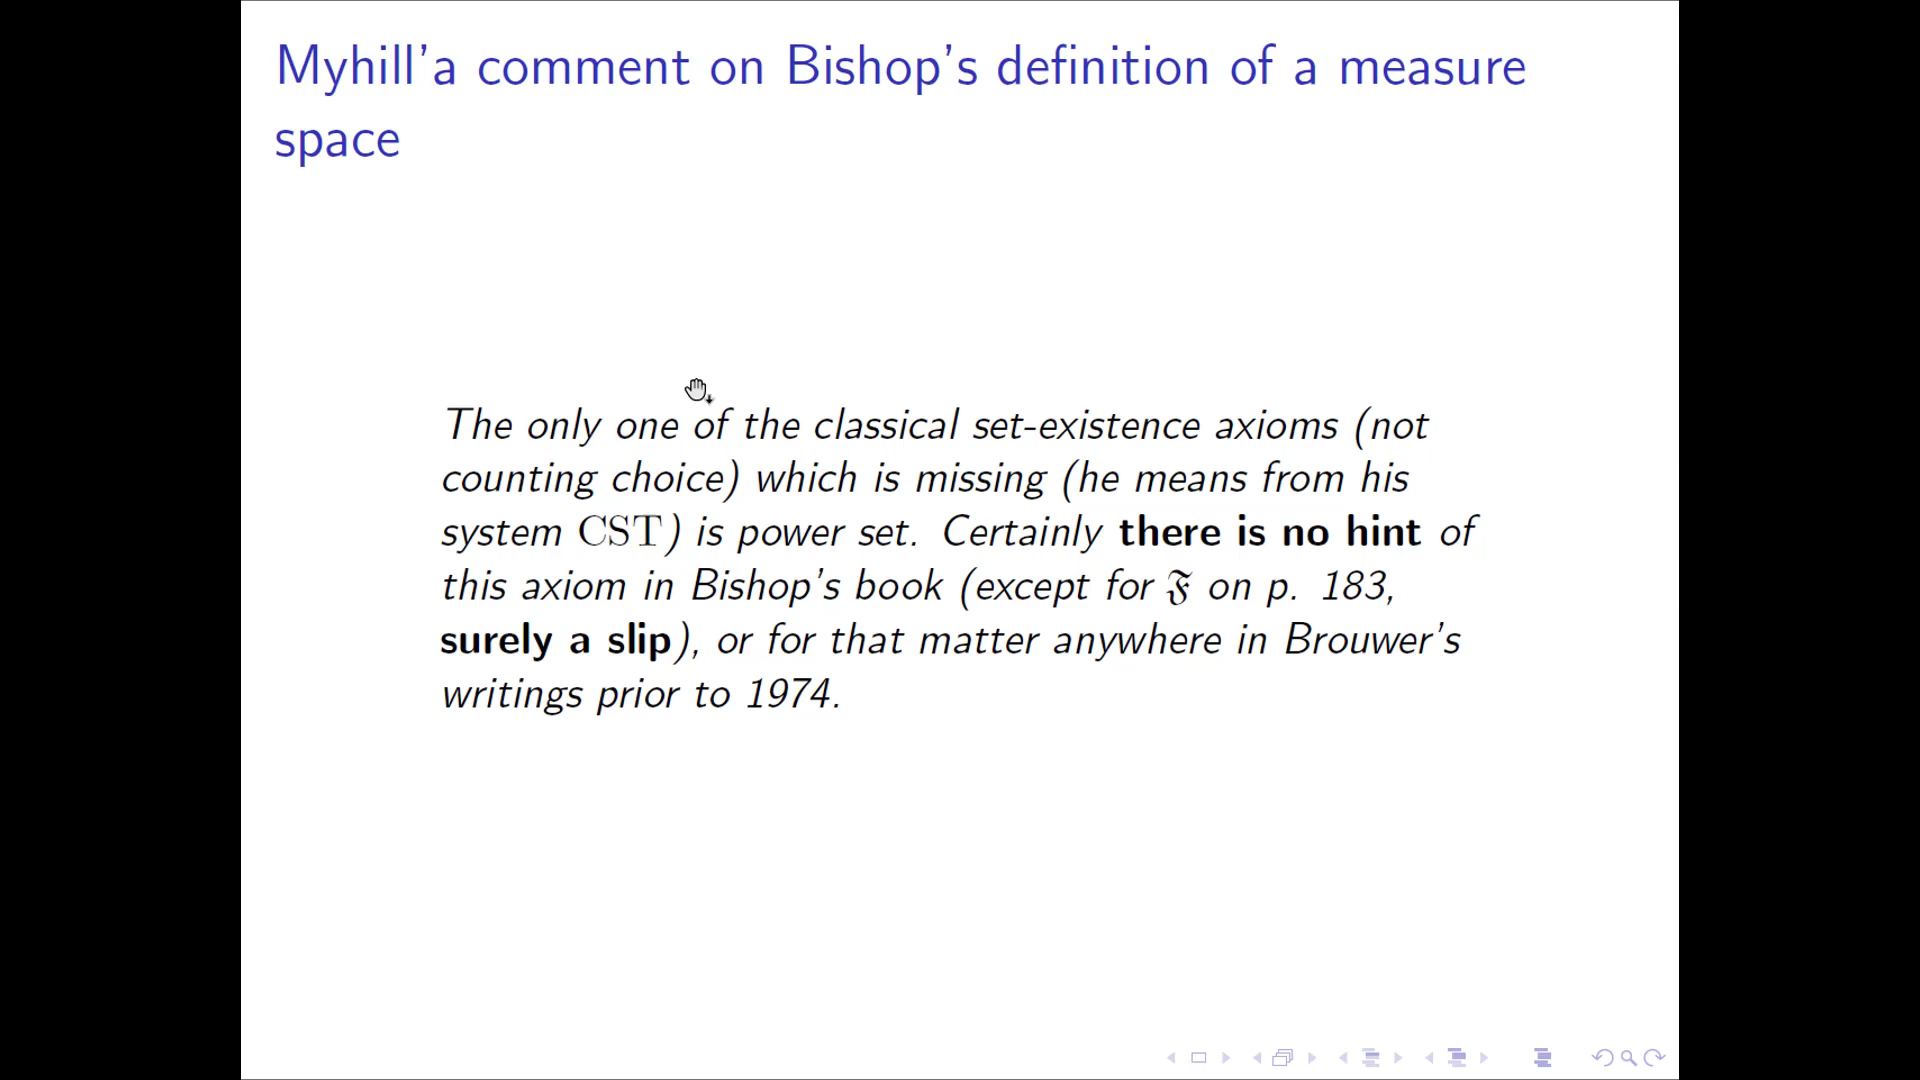 Myhill'a comment on Bishop's definition of a measure
space
The only one of the classical set-existence axioms (not
counting choice) which is missing (he means from his
system CST) is power set. Certainly there is no hint of
this axiom in Bishop's book (except for 𝔉 on p. 183,
surely a slip), or for that matter anywhere in Brouwer's
writings prior to 1974.